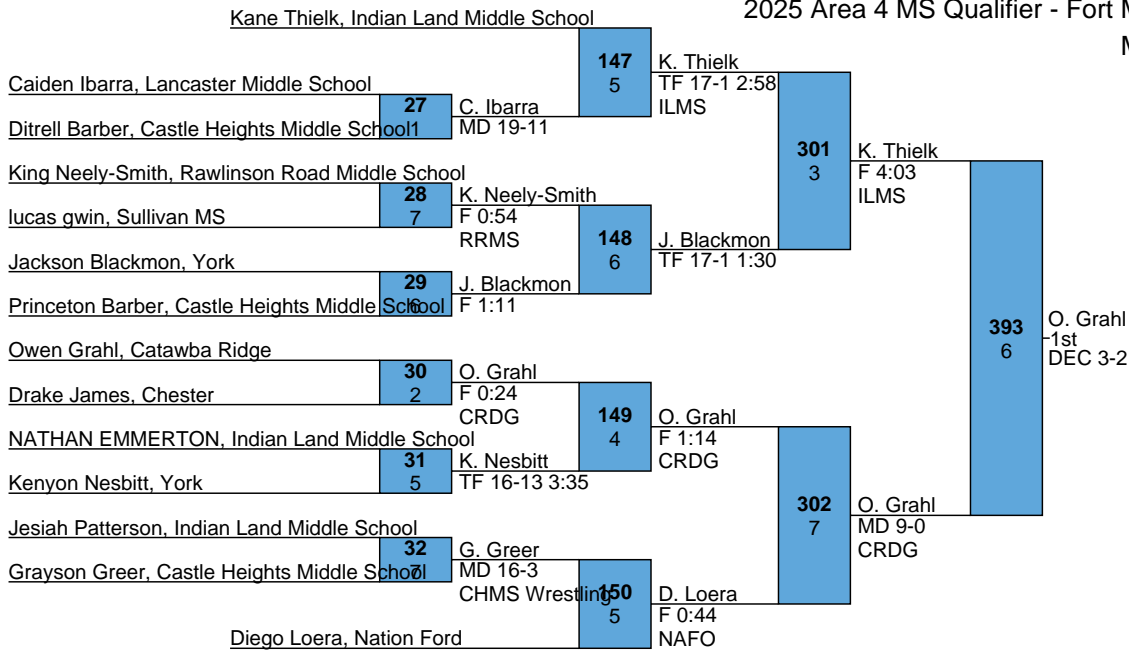 2025 Area 4 MS Qualifier - Fort M
M
Kane Thielk, Indian Land Middle School
147
5
K. Thielk
TF 17-1 2:58
ILMS
Caiden Ibarra, Lancaster Middle School
27
1
C. Ibarra
MD 19-11
Ditrell Barber, Castle Heights Middle School
301
3
K. Thielk
F 4:03
ILMS
King Neely-Smith, Rawlinson Road Middle School
28
7
K. Neely-Smith
F 0:54
RRMS
lucas gwin, Sullivan MS
148
6
J. Blackmon
TF 17-1 1:30
Jackson Blackmon, York
29
6
J. Blackmon
F 1:11
Princeton Barber, Castle Heights Middle School
393
6
O. Grahl
1st
DEC 3-2
Owen Grahl, Catawba Ridge
30
2
O. Grahl
F 0:24
CRDG
Drake James, Chester
149
4
O. Grahl
F 1:14
CRDG
NATHAN EMMERTON, Indian Land Middle School
31
5
K. Nesbitt
TF 16-13 3:35
Kenyon Nesbitt, York
302
7
O. Grahl
MD 9-0
CRDG
Jesiah Patterson, Indian Land Middle School
32
7
G. Greer
MD 16-3
CHMS Wrestling
Grayson Greer, Castle Heights Middle School
150
5
D. Loera
F 0:44
NAFO
Diego Loera, Nation Ford